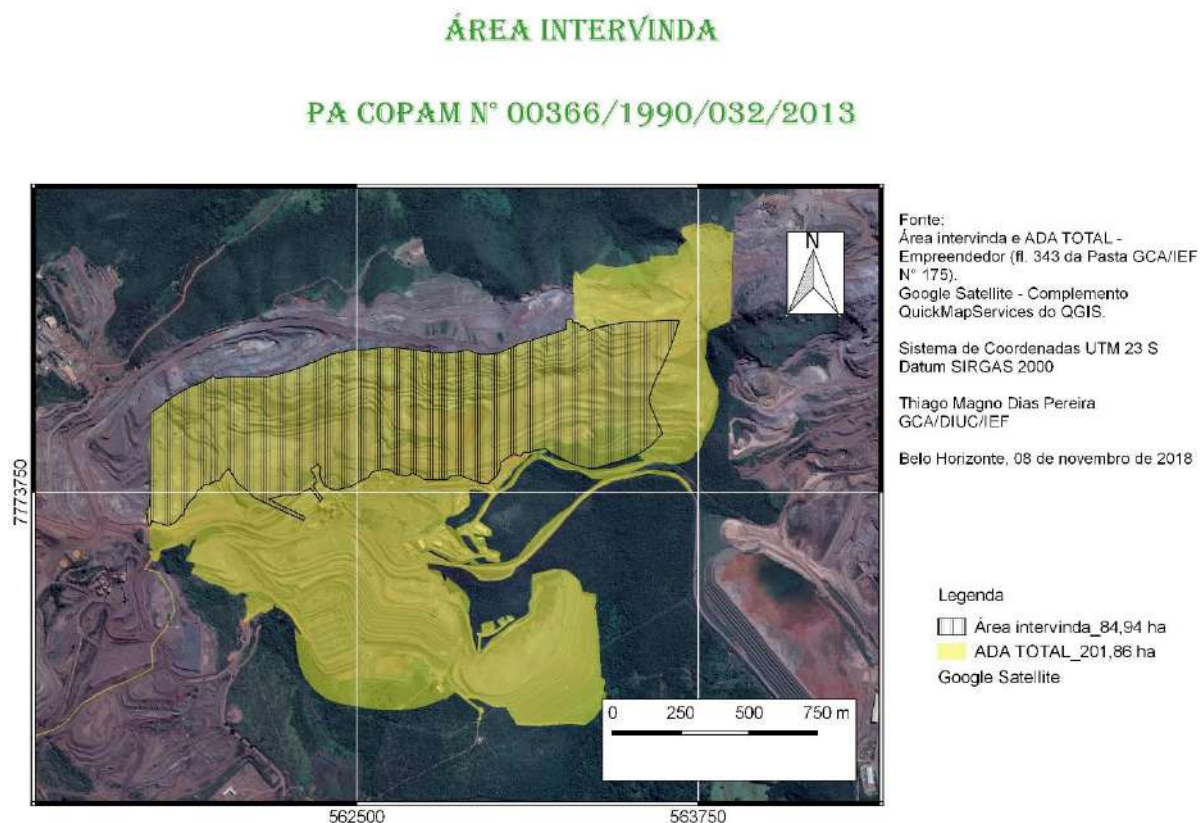 ÁREA INTERVINDA
PA COPAM N° 00366/1990/032/2013
N
Fonte:
Área intervinda e ADA TOTAL -
Empreendedor (fl. 343 da Pasta GCA/IEF
N° 175).
Google Satellite - Complemento
QuickMapServices do QGIS.
Sistema de Coordenadas UTM 23 S
Datum SIRGAS 2000
Thiago Magno Dias Pereira
GCA/DIUC/IEF
Belo Horizonte, 08 de novembro de 2018
7773750
Legenda
Área intervinda_84,94 ha
ADA TOTAL_201,86 ha
Google Satellite
0 250 500 750 m
562500 563750